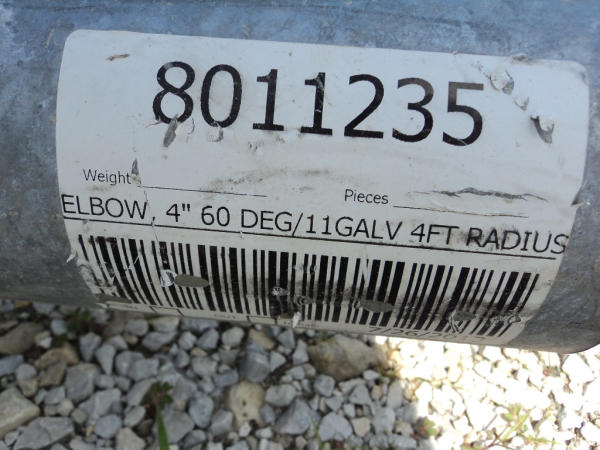 8011235
Weight
Pieces
ELBOW, 4" 60 DEG/11GALV 4FT RADIUS